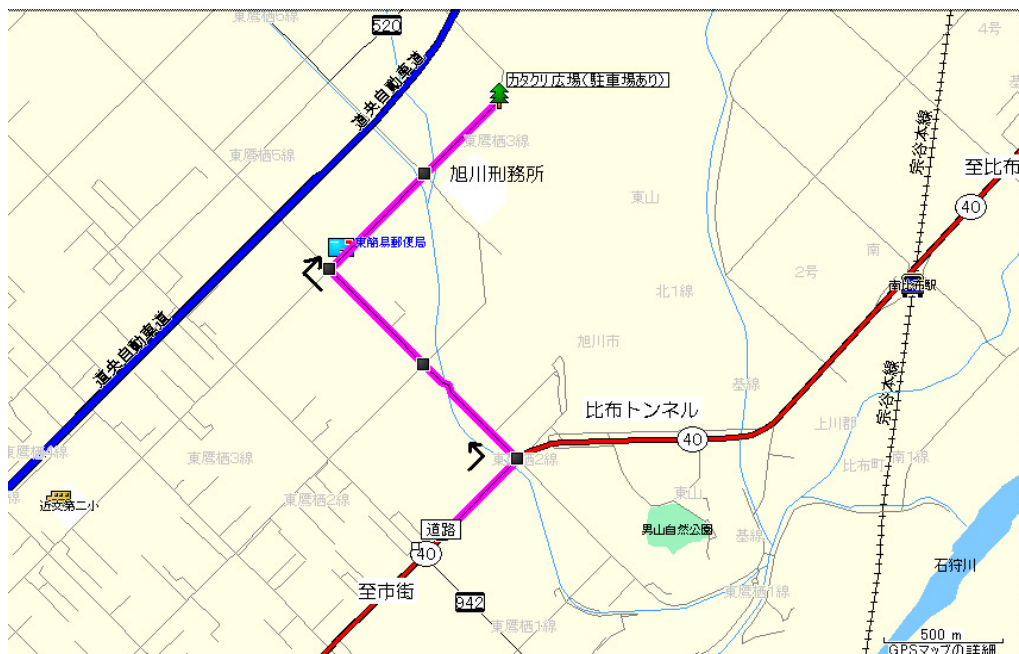 東鷹栖5線
520
4号
道央自動車道
カタクリ広場(駐車場あり)
宗谷本線
東鷹栖3線
東鷹栖5線
旭川刑務所
至比布
東山
40
東簡易郵便局
南
2号
南比布駅
北1線
道央自動車道
旭川市
宗谷本線
基線
比布トンネル
上川郡
40
東鷹栖3線
東鷹栖2線
比布町
南1線
東鷹栖2線
東山
近文第二小
道路
男山自然公園
基線
40
石狩川
至市街
東鷹栖1線
942
東鷹栖1線
500 m
GPSマップの詳細